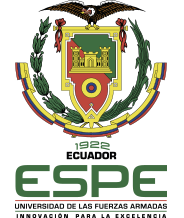 1922
ECUADOR
ESPE
UNIVERSIDAD DE LAS FUERZAS ARMADAS
INNOVACIÓN PARA LA EXCELENCIA